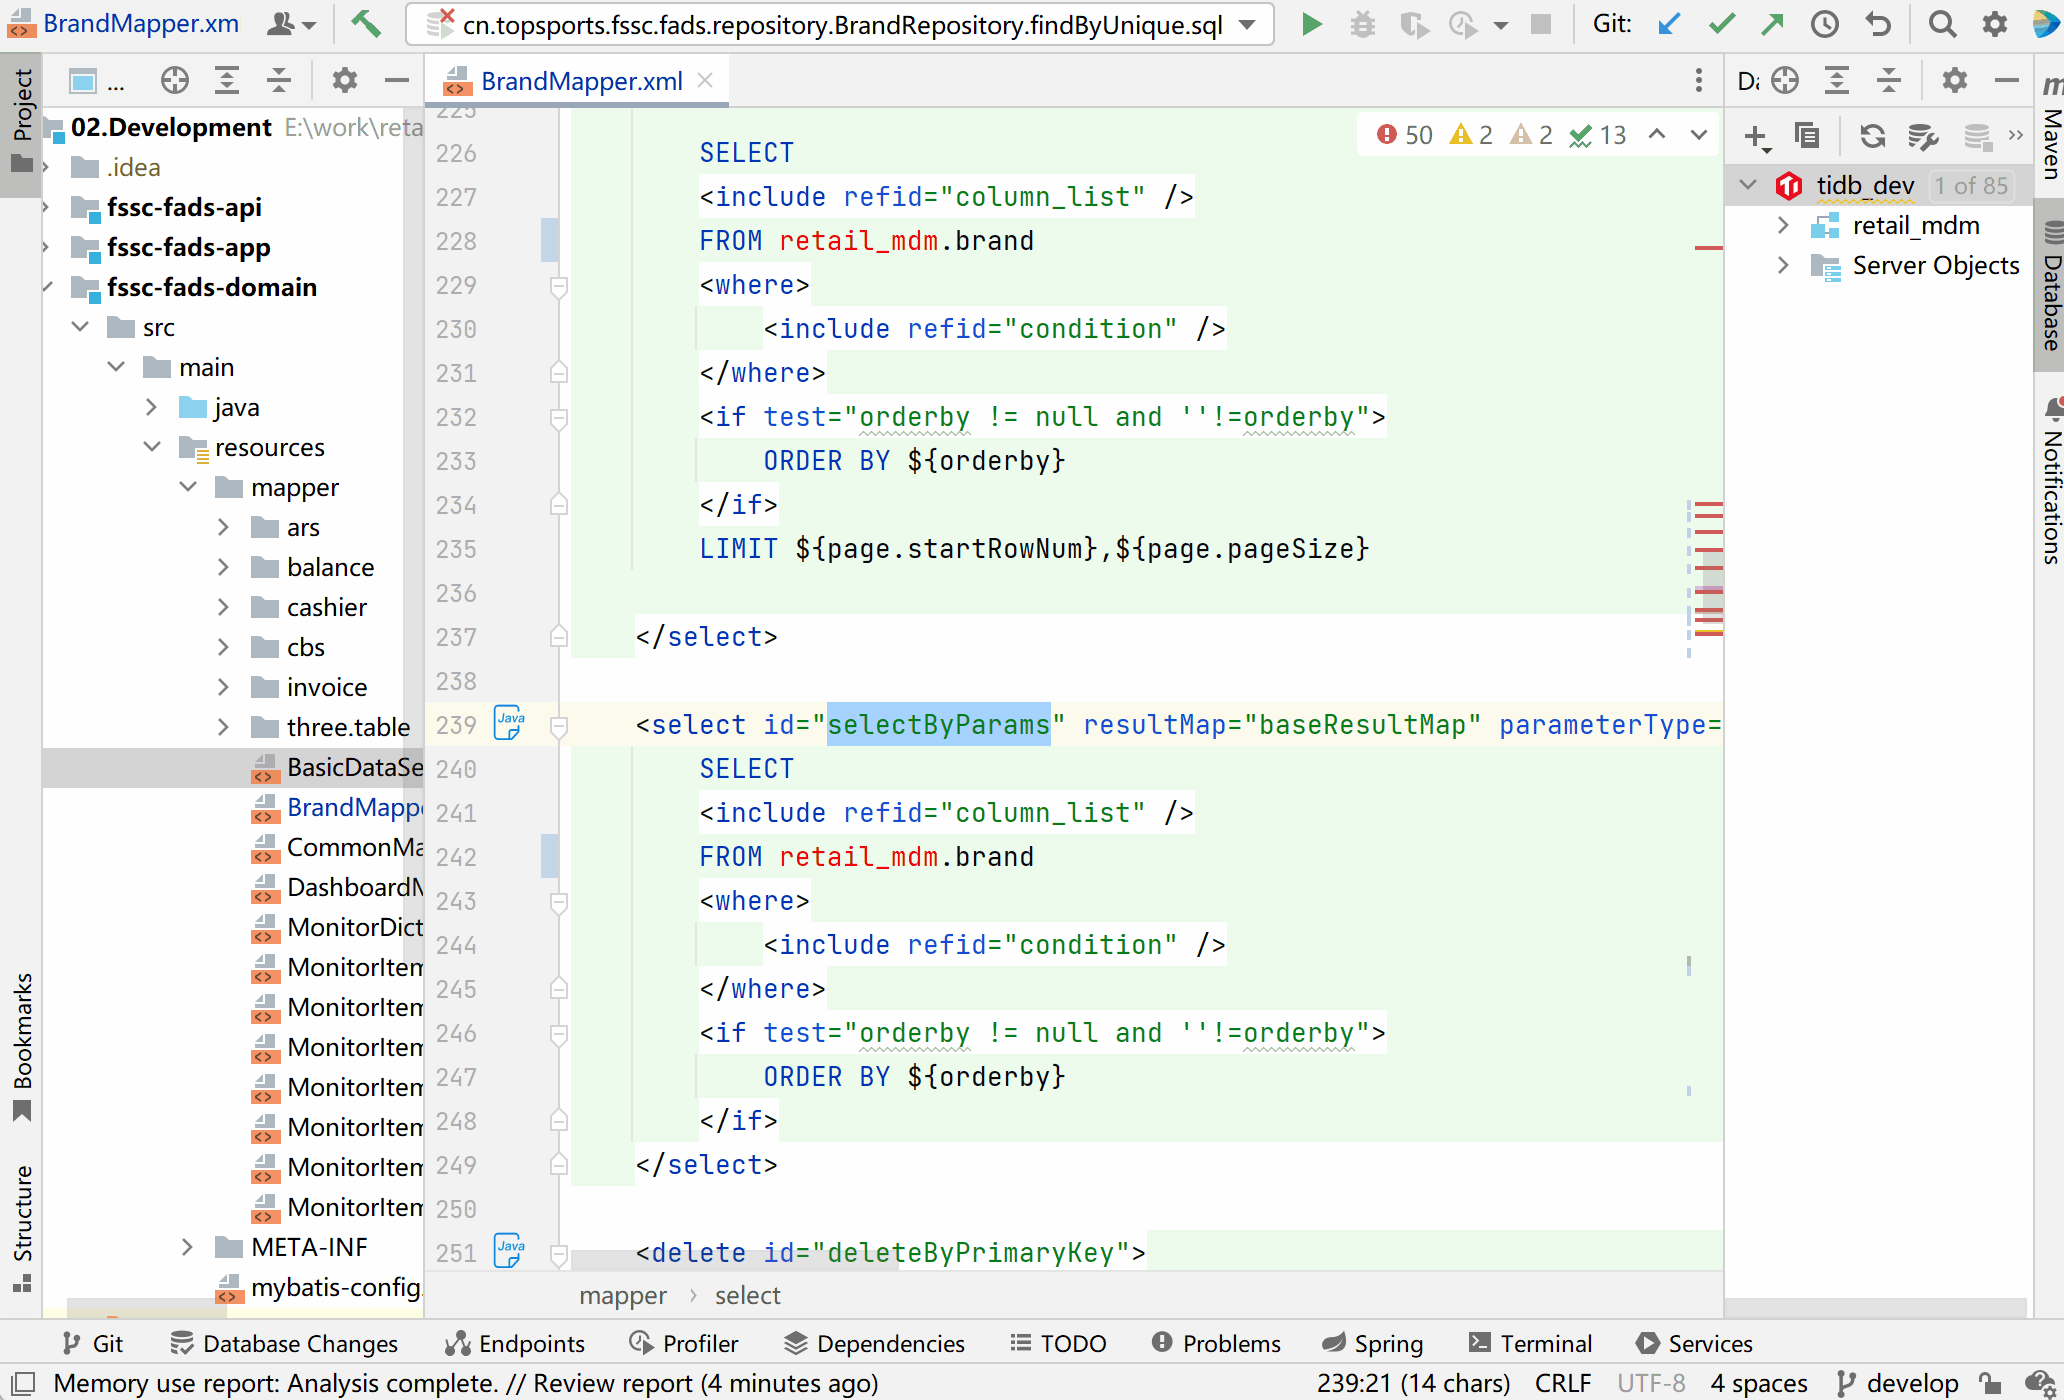 BrandMapper.xm
cn.topsports.fssc.fads.repository.BrandRepository.findByUnique.sql
Git:
Project
...
BrandMapper.xml
02.Development E:\work\reta
.idea
fssc-fads-api
fssc-fads-app
fssc-fads-domain
src
main
java
resources
mapper
ars
balance
cashier
cbs
invoice
three.table
BasicDataSe
BrandMappe
CommonMa
DashboardM
MonitorDict
MonitorItem
MonitorItem
MonitorItem
MonitorItem
MonitorItem
MonitorItem
MonitorItem
META-INF
mybatis-config.
Bookmarks
Structure
50 2 2 13
225
226 SELECT
227 <include refid="column_list" />
228 FROM retail_mdm.brand
229 <where>
230 <include refid="condition" />
231 </where>
232 <if test="orderby != null and ''!=orderby">
233 ORDER BY ${orderby}
234 </if>
235 LIMIT ${page.startRowNum},${page.pageSize}
236
237 </select>
238
239 Java <select id="selectByParams" resultMap="baseResultMap" parameterType=
240 SELECT
241 <include refid="column_list" />
242 FROM retail_mdm.brand
243 <where>
244 <include refid="condition" />
245 </where>
246 <if test="orderby != null and ''!=orderby">
247 ORDER BY ${orderby}
248 </if>
249 </select>
250
251 Java <delete id="deleteByPrimaryKey">
mapper › select
Da
tidb_dev 1 of 85
retail_mdm
Server Objects
m
Maven
Database
Notifications
Git Database Changes Endpoints Profiler Dependencies TODO Problems Spring Terminal Services
Memory use report: Analysis complete. // Review report (4 minutes ago) 239:21 (14 chars) CRLF UTF-8 4 spaces develop